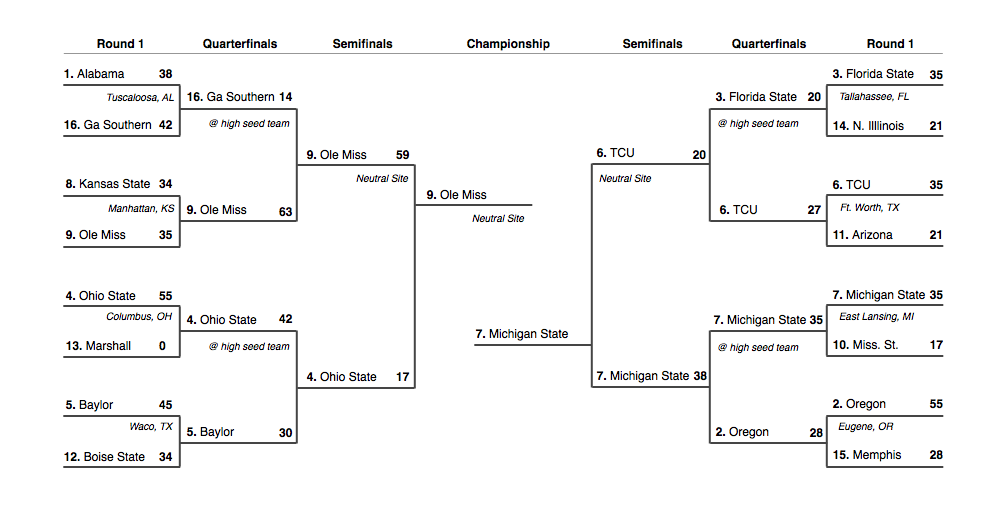 Round 1 Quarterfinals Semifinals Championship Semifinals Quarterfinals Round 1
1. Alabama 38
Tuscaloosa, AL
16. Ga Southern 42
8. Kansas State 34
Manhattan, KS
9. Ole Miss 35
4. Ohio State 55
Columbus, OH
13. Marshall 0
5. Baylor 45
Waco, TX
12. Boise State 34
16. Ga Southern 14
@ high seed team
9. Ole Miss 63
4. Ohio State 42
@ high seed team
5. Baylor 30
9. Ole Miss 59
Neutral Site
4. Ohio State 17
9. Ole Miss
Neutral Site
7. Michigan State
6. TCU 20
Neutral Site
7. Michigan State 38
3. Florida State 20
@ high seed team
6. TCU 27
7. Michigan State 35
@ high seed team
2. Oregon 28
3. Florida State 35
Tallahassee, FL
14. N. Illlinois 21
6. TCU 35
Ft. Worth, TX
11. Arizona 21
7. Michigan State 35
East Lansing, MI
10. Miss. St. 17
2. Oregon 55
Eugene, OR
15. Memphis 28